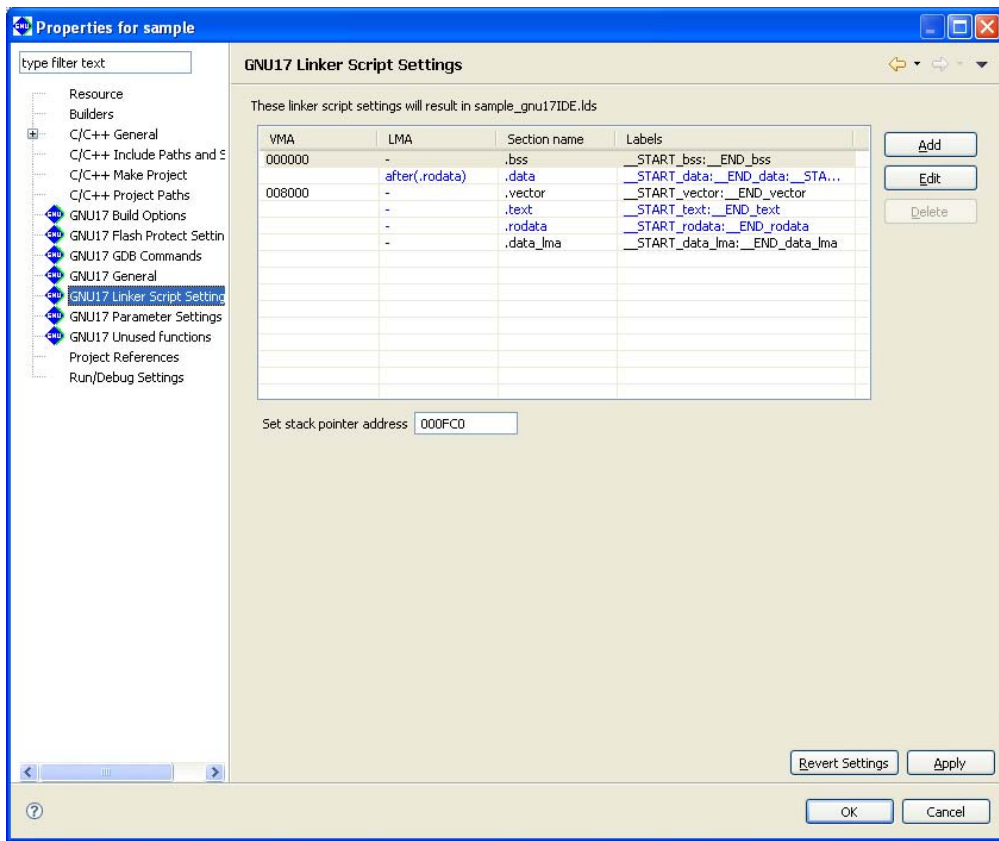 Properties for sample
type filter text
Resource
Builders
C/C++ General
C/C++ Include Paths and S
C/C++ Make Project
C/C++ Project Paths
GNU17 Build Options
GNU17 Flash Protect Settin
GNU17 GDB Commands
GNU17 General
GNU17 Linker Script Setting
GNU17 Parameter Settings
GNU17 Unused functions
Project References
Run/Debug Settings
GNU17 Linker Script Settings
These linker script settings will result in sample_gnu17IDE.lds
VMA LMA Section name Labels
000000 - .bss __START_bss:__END_bss
after(.rodata) .data __START_data:__END_data:__STA...
008000 - .vector __START_vector:__END_vector
- .text __START_text:__END_text
- .rodata __START_rodata:__END_rodata
- .data_lma __START_data_lma:__END_data_lma
Add
Edit
Delete
Set stack pointer address 000FC0
Revert Settings Apply
OK Cancel